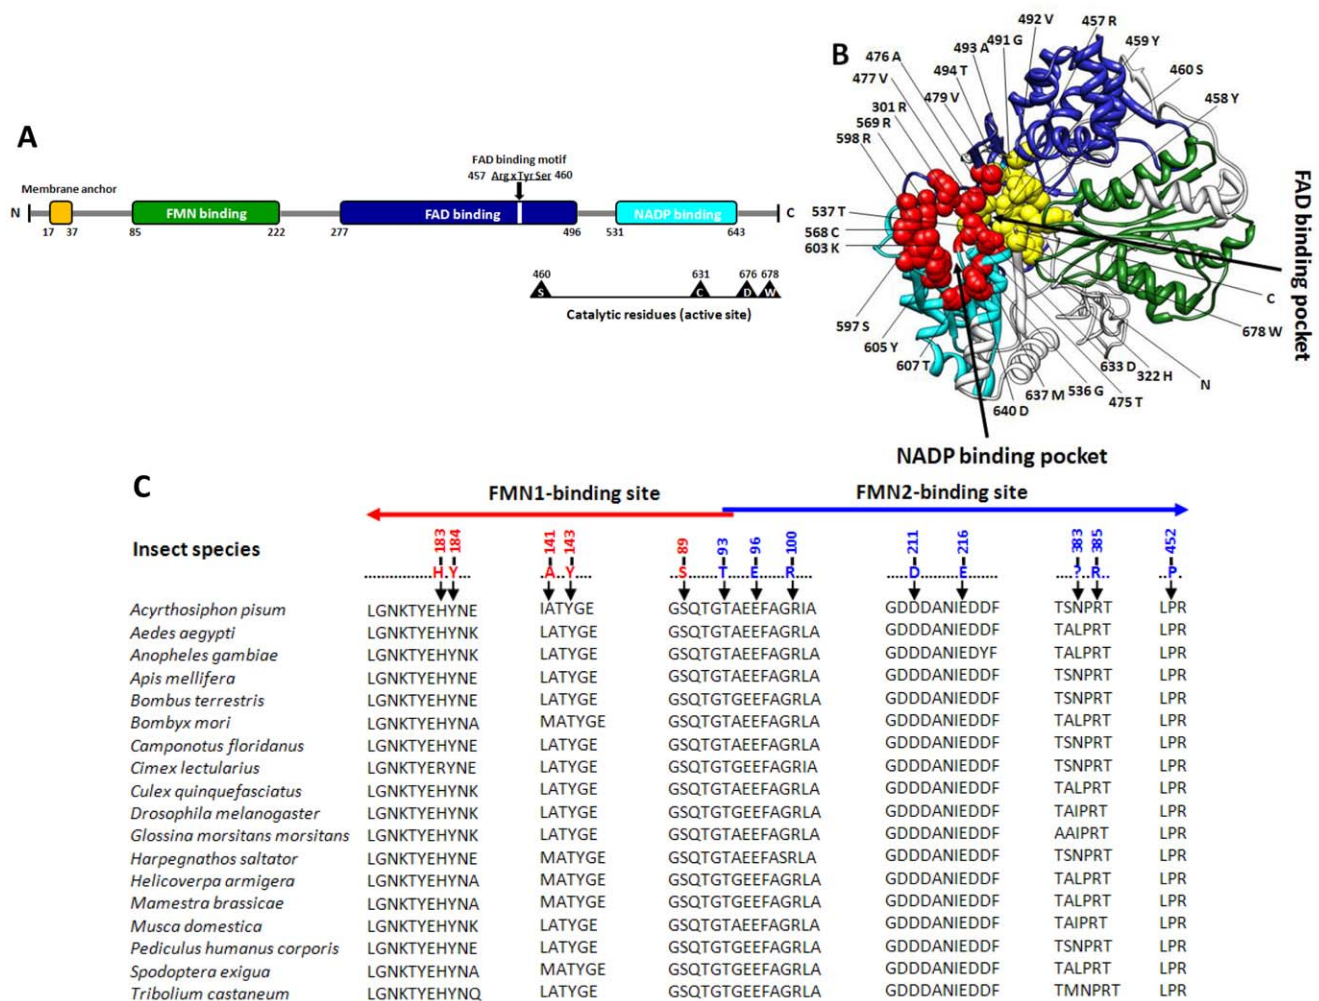 A
Membrane anchor
FAD binding motif
457 Arg x Tyr Ser 460
N
FMN binding
FAD binding
NADP binding
C
17 37 85 222 277 496 531 643
460 631 676 678
S C D W
Catalytic residues (active site)
B
492 V
457 R
491 G
459 Y
493 A
476 A
460 S
494 T
477 V
479 V
458 Y
301 R
569 R
598 R
537 T
568 C
603 K
597 S
605 Y
607 T
640 D
637 M
536 G
475 T
633 D
322 H
N
678 W
C
FAD binding pocket
NADP binding pocket
C
FMN1-binding site FMN2-binding site
Insect species
183 184 141 143 89 93 96 100 211 216 383 385 452
H Y A Y S T E R D E ? R P
Acyrthosiphon pisum LGNKTYEHYNE IATYGE GSQTGTAEEFAGRIA GDDDANIEDDF TSNPRT LPR
Aedes aegypti LGNKTYEHYNK LATYGE GSQTGTAEEFAGRLA GDDDANIEDDF TALPRT LPR
Anopheles gambiae LGNKTYEHYNK LATYGE GSQTGTAEEFAGRLA GDDDANIEDYF TALPRT LPR
Apis mellifera LGNKTYEHYNE LATYGE GSQTGTAEEFAGRLA GDDDANIEDDF TSNPRT LPR
Bombus terrestris LGNKTYEHYNE LATYGE GSQTGTGEEFAGRLA GDDDANIEDDF TSNPRT LPR
Bombyx mori LGNKTYEHYNA MATYGE GSQTGTGEEFAGRLA GDDDANIEDDF TALPRT LPR
Camponotus floridanus LGNKTYEHYNE LATYGE GSQTGTAEEFAGRLA GDDDANIEDDF TSNPRT LPR
Cimex lectularius LGNKTYERYNE LATYGE GSQTGTGEEFAGRIA GDDDANIEDDF TSNPRT LPR
Culex quinquefasciatus LGNKTYEHYNK LATYGE GSQTGTAEEFAGRLA GDDDANIEDDF TALPRT LPR
Drosophila melanogaster LGNKTYEHYNK LATYGE GSQTGTGEEFAGRLA GDDDANIEDDF TAIPRT LPR
Glossina morsitans morsitans LGNKTYEHYNK LATYGE GSQTGTAEEFAGRLA GDDDANIEDDF AAIPRT LPR
Harpegnathos saltator LGNKTYEHYNE MATYGE GSQTGTAEEFASRLA GDDDANIEDDF TSNPRT LPR
Helicoverpa armigera LGNKTYEHYNA MATYGE GSQTGTGEEFAGRLA GDDDANIEDDF TALPRT LPR
Mamestra brassicae LGNKTYEHYNA MATYGE GSQTGTGEEFAGRLA GDDDANIEDDF TALPRT LPR
Musca domestica LGNKTYEHYNK LATYGE GSQTGTAEEFAGRLA GDDDANIEDDF TAIPRT LPR
Pediculus humanus corporis LGNKTYEHYNE LATYGE GSQTGTGEEFAGRLA GDDDANIEDDF TSNPRT LPR
Spodoptera exigua LGNKTYEHYNA MATYGE GSQTGTGEEFAGRLA GDDDANIEDDF TALPRT LPR
Tribolium castaneum LGNKTYEHYNQ LATYGE GSQTGTGEEFAGRLA GDDDANIEDDF TMNPRT LPR